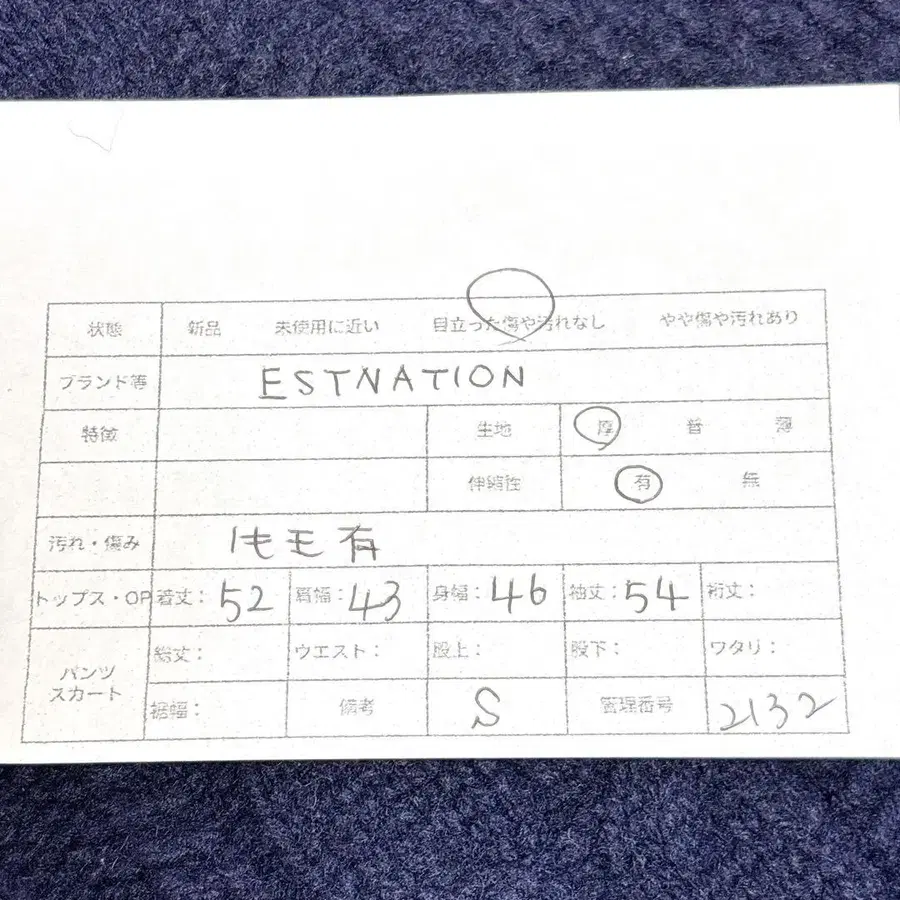 状態 新品 未使用に近い 目立った傷や汚れなし やや傷や汚れあり
ブランド等 ESTNATION
特徴 生地 厚 普 薄
伸縮性 有 無
汚れ・傷み 毛有
トップス・OP 着丈：52 肩幅：43 身幅：46 袖丈：54 裄丈：
パンツ スカート 総丈： ウエスト： 股上： 股下： ワタリ：
裾幅： 備考 S 管理番号 2132